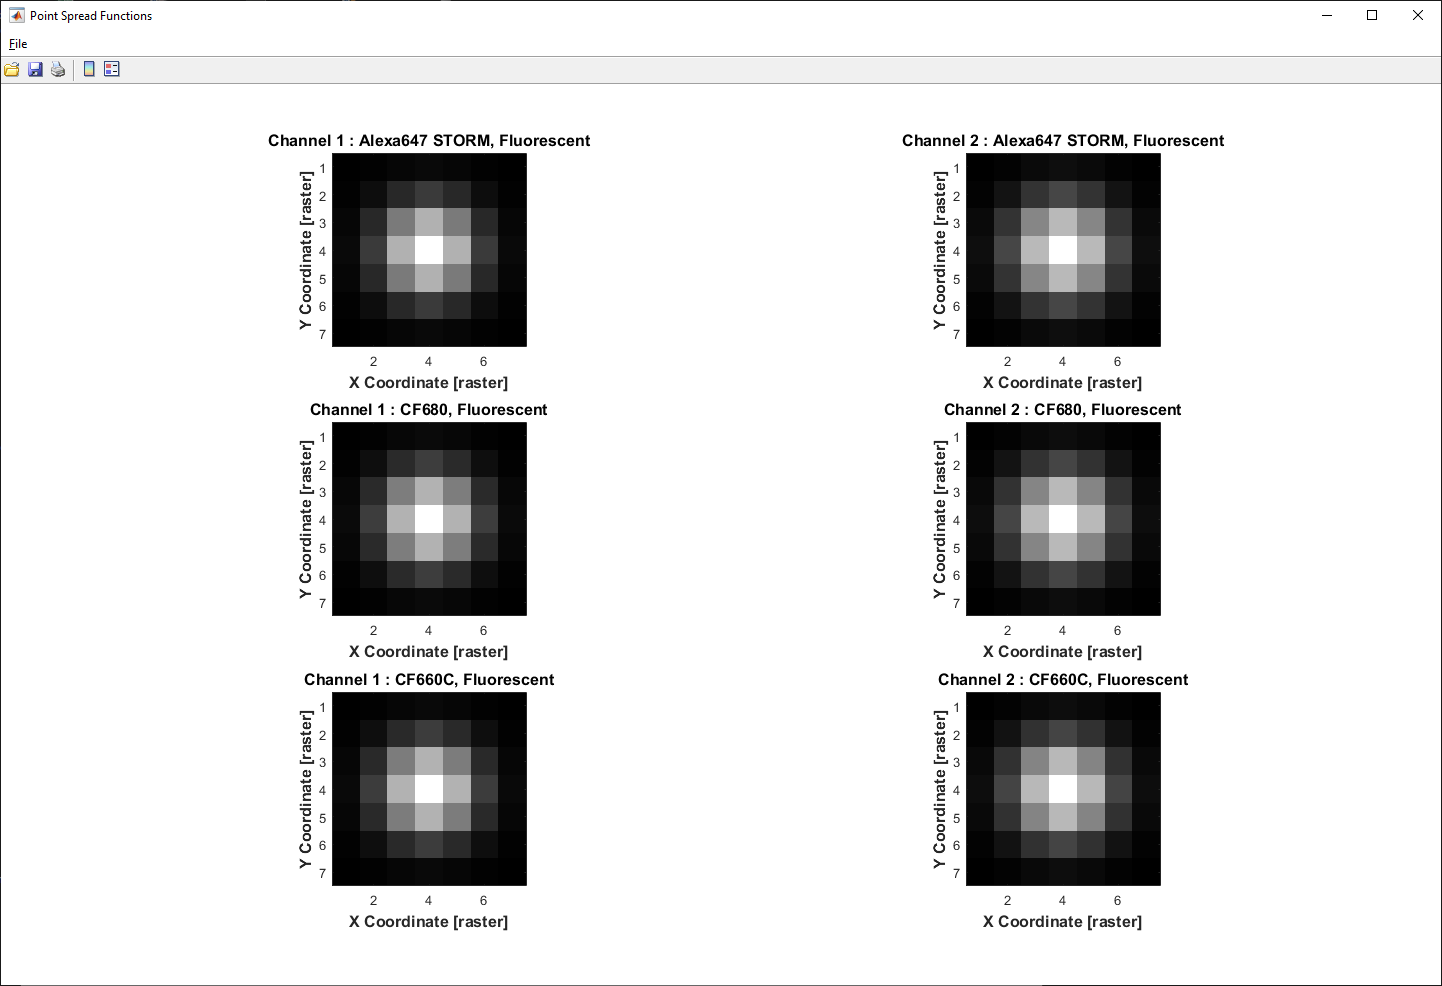 Point Spread Functions
File
Channel 1 : Alexa647 STORM, Fluorescent
Y Coordinate [raster]
1
2
3
4
5
6
7
2 4 6
X Coordinate [raster]
Channel 2 : Alexa647 STORM, Fluorescent
Y Coordinate [raster]
1
2
3
4
5
6
7
2 4 6
X Coordinate [raster]
Channel 1 : CF680, Fluorescent
Y Coordinate [raster]
1
2
3
4
5
6
7
2 4 6
X Coordinate [raster]
Channel 2 : CF680, Fluorescent
Y Coordinate [raster]
1
2
3
4
5
6
7
2 4 6
X Coordinate [raster]
Channel 1 : CF660C, Fluorescent
Y Coordinate [raster]
1
2
3
4
5
6
7
2 4 6
X Coordinate [raster]
Channel 2 : CF660C, Fluorescent
Y Coordinate [raster]
1
2
3
4
5
6
7
2 4 6
X Coordinate [raster]